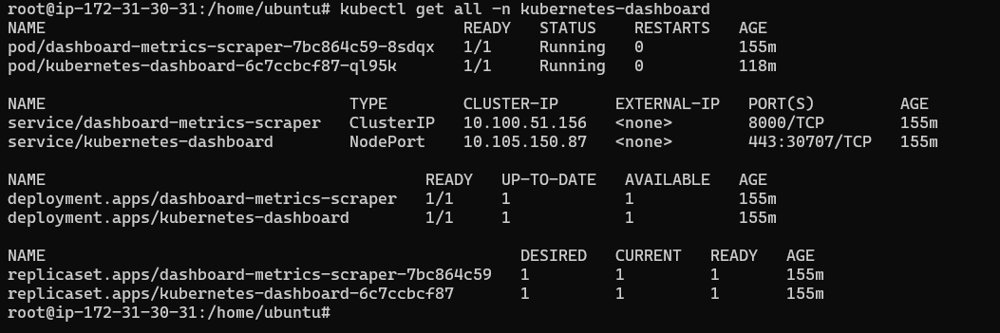 root@ip-172-31-30-31:/home/ubuntu# kubectl get all -n kubernetes-dashboard
NAME                                            READY   STATUS    RESTARTS   AGE
pod/dashboard-metrics-scraper-7bc864c59-8sdqx   1/1     Running   0          155m
pod/kubernetes-dashboard-6c7ccbcf87-ql95k       1/1     Running   0          118m

NAME                                TYPE        CLUSTER-IP      EXTERNAL-IP   PORT(S)         AGE
service/dashboard-metrics-scraper   ClusterIP   10.100.51.156   <none>        8000/TCP        155m
service/kubernetes-dashboard        NodePort    10.105.150.87   <none>        443:30707/TCP   155m

NAME                                        READY   UP-TO-DATE   AVAILABLE   AGE
deployment.apps/dashboard-metrics-scraper   1/1     1            1           155m
deployment.apps/kubernetes-dashboard        1/1     1            1           155m

NAME                                                  DESIRED   CURRENT   READY   AGE
replicaset.apps/dashboard-metrics-scraper-7bc864c59   1         1         1       155m
replicaset.apps/kubernetes-dashboard-6c7ccbcf87       1         1         1       155m
root@ip-172-31-30-31:/home/ubuntu#